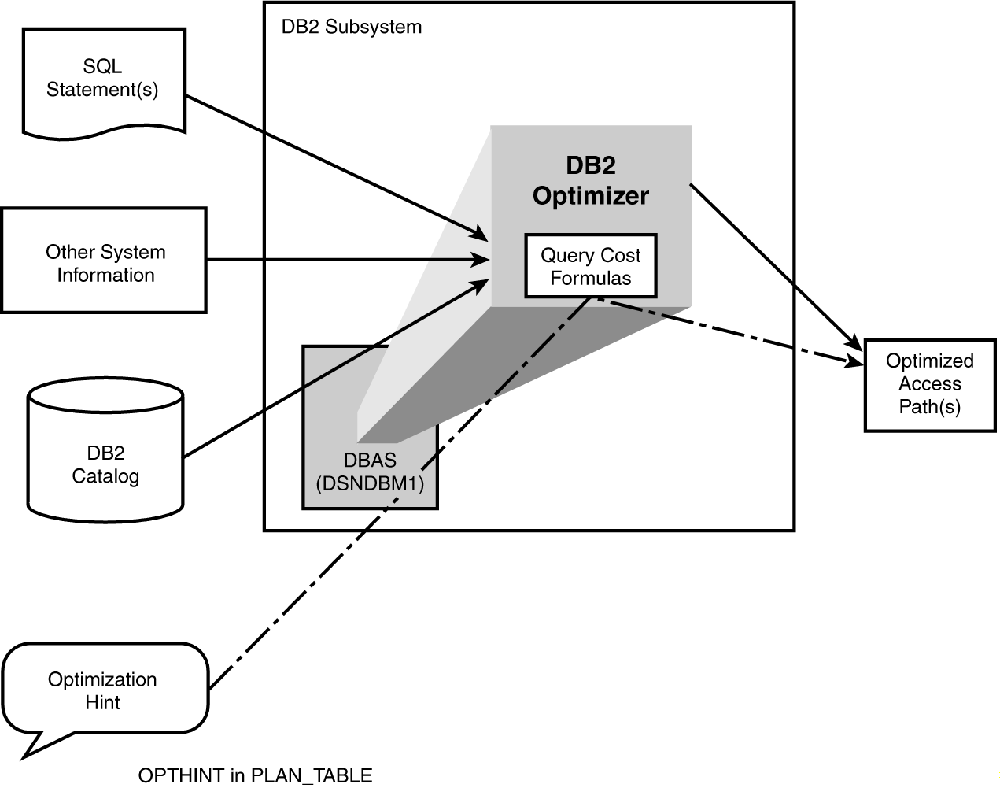 DB2 Subsystem
SQL
Statement(s)
DB2
Optimizer
Other System
Information
Query Cost
Formulas
Optimized
Access
Path(s)
DB2
Catalog
DBAS
(DSNDBM1)
Optimization
Hint
OPTHINT in PLAN_TABLE